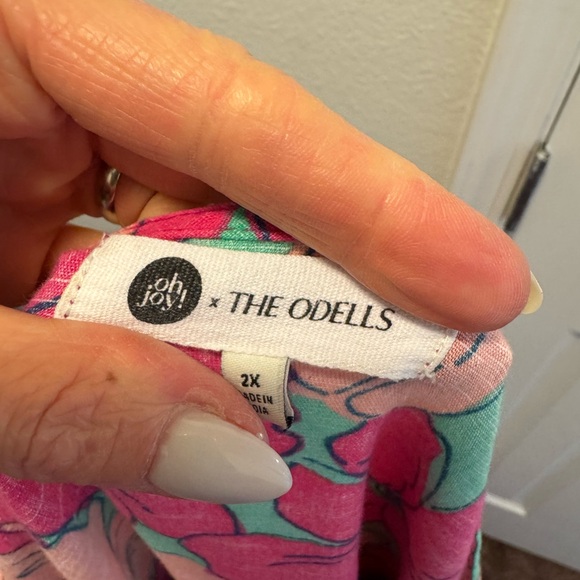 oh
joy!
x THE ODELLS
2X